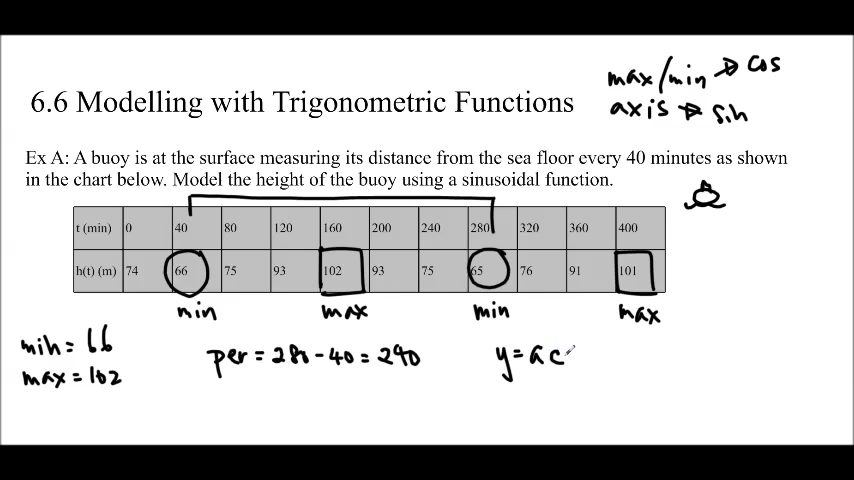 max/min → cos
axis → sin
6.6 Modelling with Trigonometric Functions
Ex A: A buoy is at the surface measuring its distance from the sea floor every 40 minutes as shown
in the chart below. Model the height of the buoy using a sinusoidal function.
t (min) 0 40 80 120 160 200 240 280 320 360 400
h(t) (m) 74 66 75 93 102 93 75 65 76 91 101
min max min max
min = 66
max = 102
per = 280 - 40 = 240
y = a c